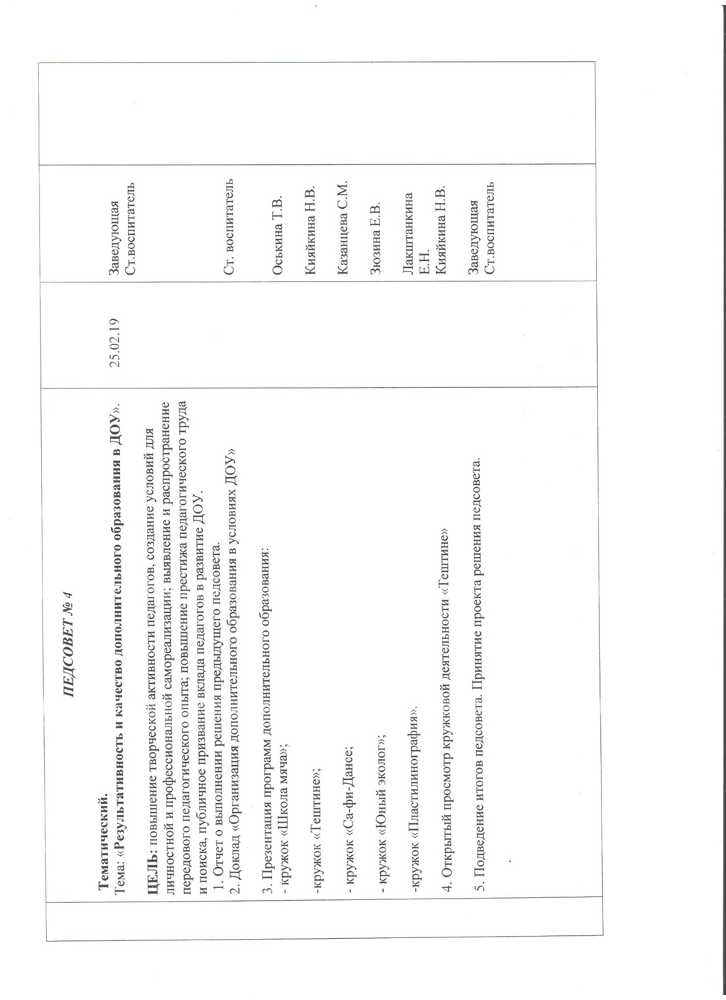 ПЕДСОВЕТ № 4
Тематический.
Тема: «Результативность и качество дополнительного образования в ДОУ».
ЦЕЛЬ: повышение творческой активности педагогов, создание условий для
личностной и профессиональной самореализации; выявление и распространение
передового педагогического опыта; повышение престижа педагогического труда
и поиска, публичное призвание вклада педагогов в развитие ДОУ.
1. Отчет о выполнении решения предыдущего педсовета.
2. Доклад «Организация дополнительного образования в условиях ДОУ»
3. Презентация программ дополнительного образования:
- кружок «Школа мяча»;
-кружок «Тештине»;
- кружок «Са-фи-Дансе;
- кружок «Юный эколог»;
-кружок «Пластилинография».
4. Открытый просмотр кружковой деятельности «Тештине»
5. Подведение итогов педсовета. Принятие проекта решения педсовета.
25.02.19
Заведующая
Ст.воспитатель
Ст. воспитатель
Оськина Т.В.
Кияйкина Н.В.
Казанцева С.М.
Зюзина Е.В.
Лакштанкина
Е.Н.
Кияйкина Н.В.
Заведующая
Ст.воспитатель